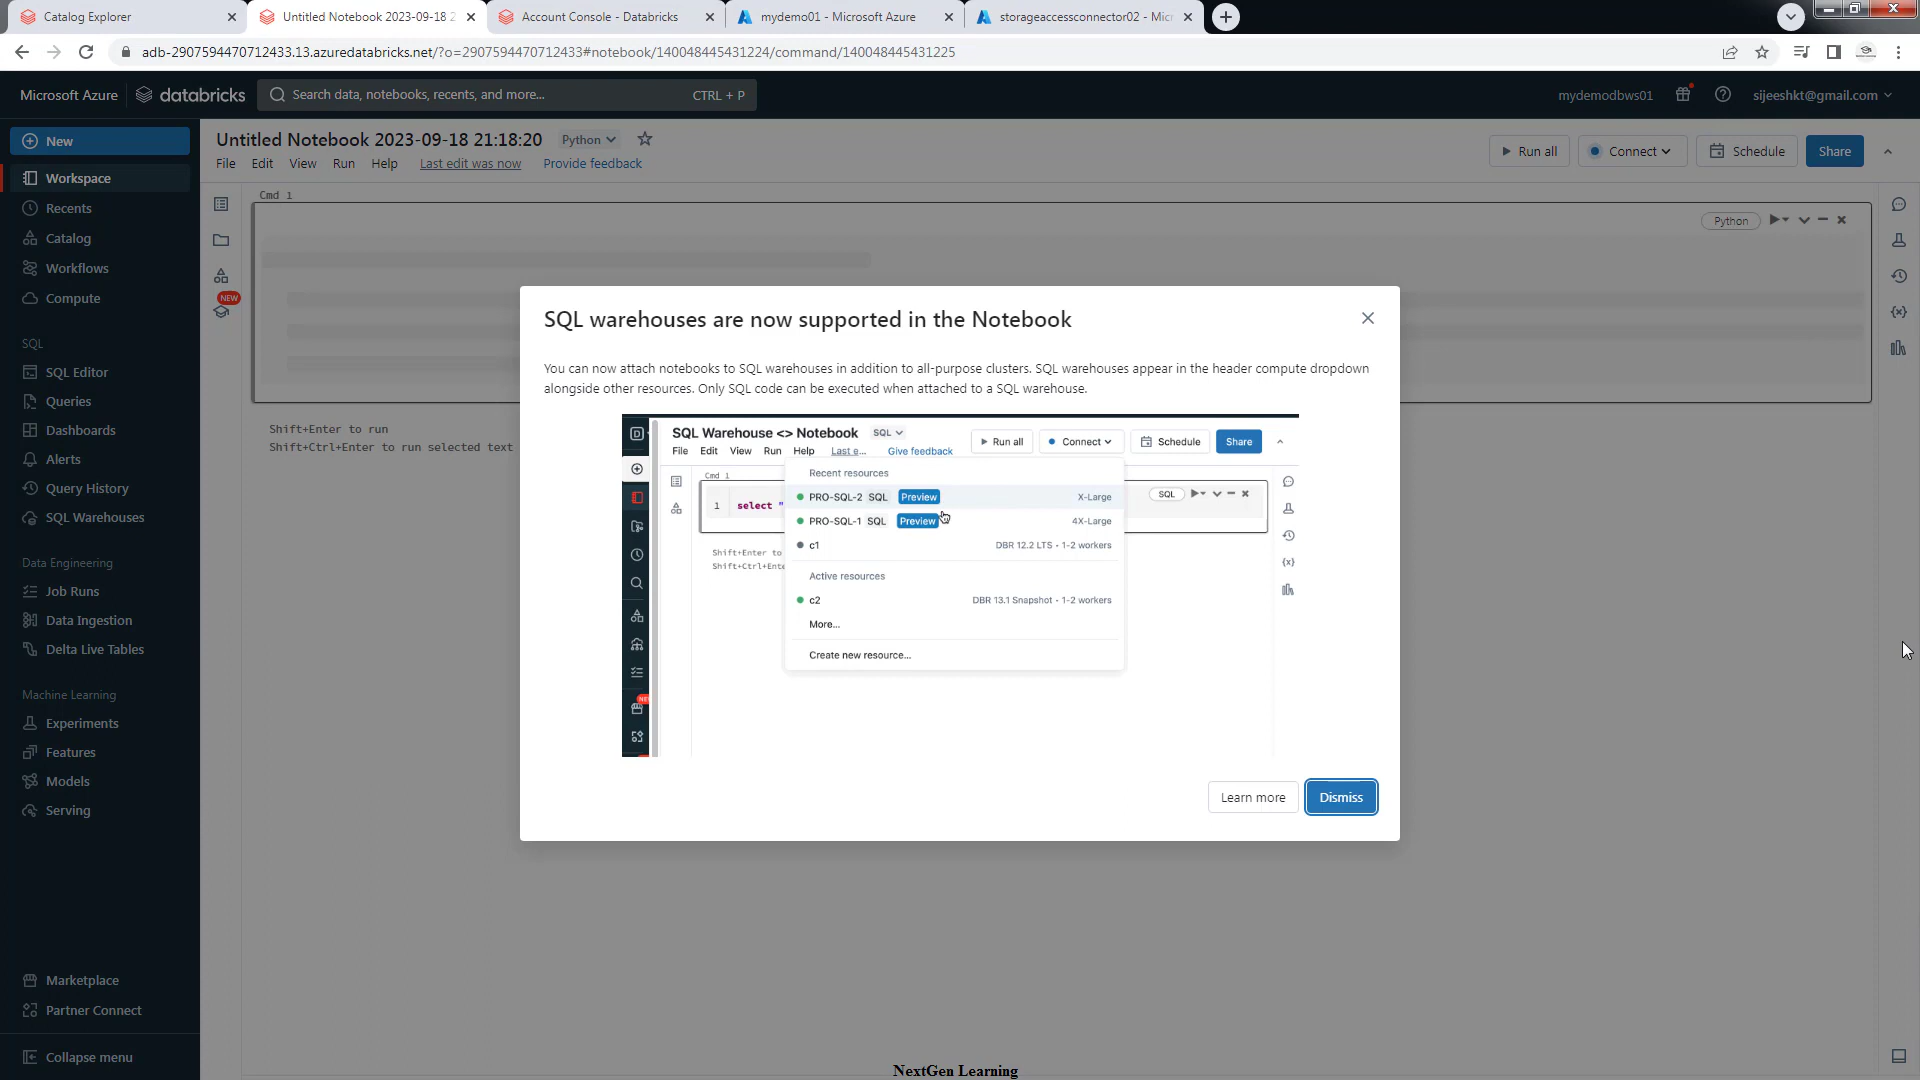 Catalog Explorer
Untitled Notebook 2023-09-18 2
Account Console - Databricks
mydemo01 - Microsoft Azure
storageaccessconnector02 - Mic
adb-2907594470712433.13.azuredatabricks.net/?o=2907594470712433#notebook/140048445431224/command/140048445431225
Microsoft Azure
databricks
Search data, notebooks, recents, and more...
CTRL + P
mydemodbws01
sijeeshkt@gmail.com
New
Workspace
Recents
Catalog
Workflows
Compute
SQL
SQL Editor
Queries
Dashboards
Alerts
Query History
SQL Warehouses
Data Engineering
Job Runs
Data Ingestion
Delta Live Tables
Machine Learning
Experiments
Features
Models
Serving
Marketplace
Partner Connect
Collapse menu
Untitled Notebook 2023-09-18 21:18:20
Python
File Edit View Run Help Last edit was now Provide feedback
Run all
Connect
Schedule
Share
NEW
Cmd 1
Python
Shift+Enter to run
Shift+Ctrl+Enter to run selected text
SQL warehouses are now supported in the Notebook
You can now attach notebooks to SQL warehouses in addition to all-purpose clusters. SQL warehouses appear in the header compute dropdown
alongside other resources. Only SQL code can be executed when attached to a SQL warehouse.
SQL Warehouse <> Notebook SQL
File Edit View Run Help Last e... Give feedback
Run all
Connect
Schedule
Share
Cmd 1
1 select "
SQL
Shift+Enter to
Shift+Ctrl+Ente
Recent resources
PRO-SQL-2 SQL Preview X-Large
PRO-SQL-1 SQL Preview 4X-Large
c1 DBR 12.2 LTS • 1-2 workers
Active resources
c2 DBR 13.1 Snapshot • 1-2 workers
More...
Create new resource...
Learn more
Dismiss
NextGen Learning